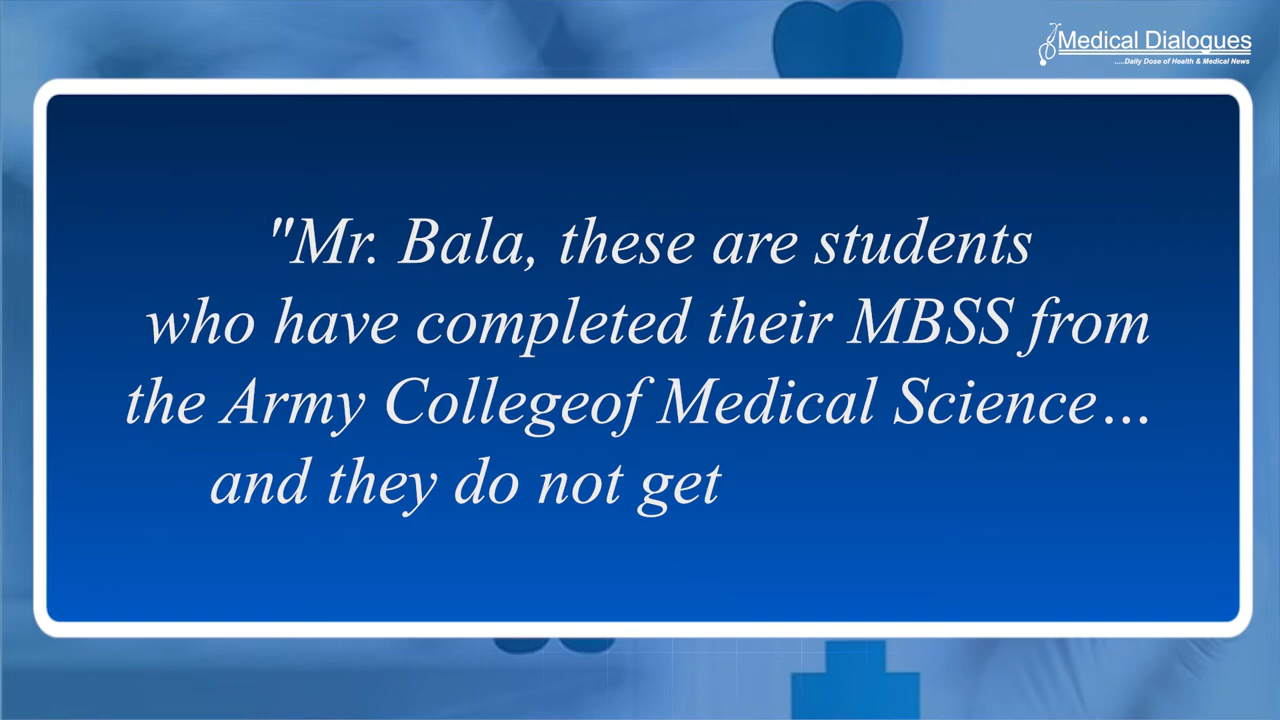 Medical Dialogues
.....Daily Dose of Health & Medical News
"Mr. Bala, these are students
who have completed their MBSS from
the Army Collegeof Medical Science...
and they do not get